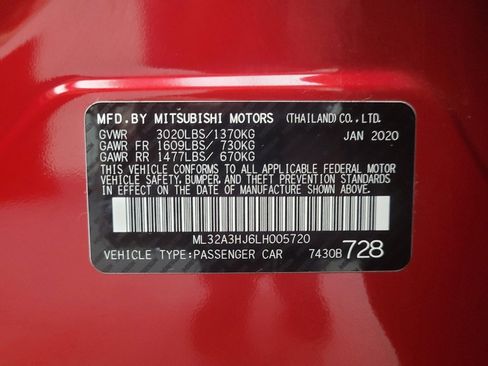 MFD.BY MITSUBISHI MOTORS (THAILAND)CO.,LTD.
GVWR 3020LBS/1370KG JAN 2020
GAWR FR 1609LBS/ 730KG
GAWR RR 1477LBS/ 670KG
THIS VEHICLE CONFORMS TO ALL APPLICABLE FEDERAL MOTOR
VEHICLE SAFETY, BUMPER, AND THEFT PREVENTION STANDARDS
IN EFFECT ON THE DATE OF MANUFACTURE SHOWN ABOVE.
ML32A3HJ6LH005720
VEHICLE TYPE:PASSENGER CAR 7430B 728